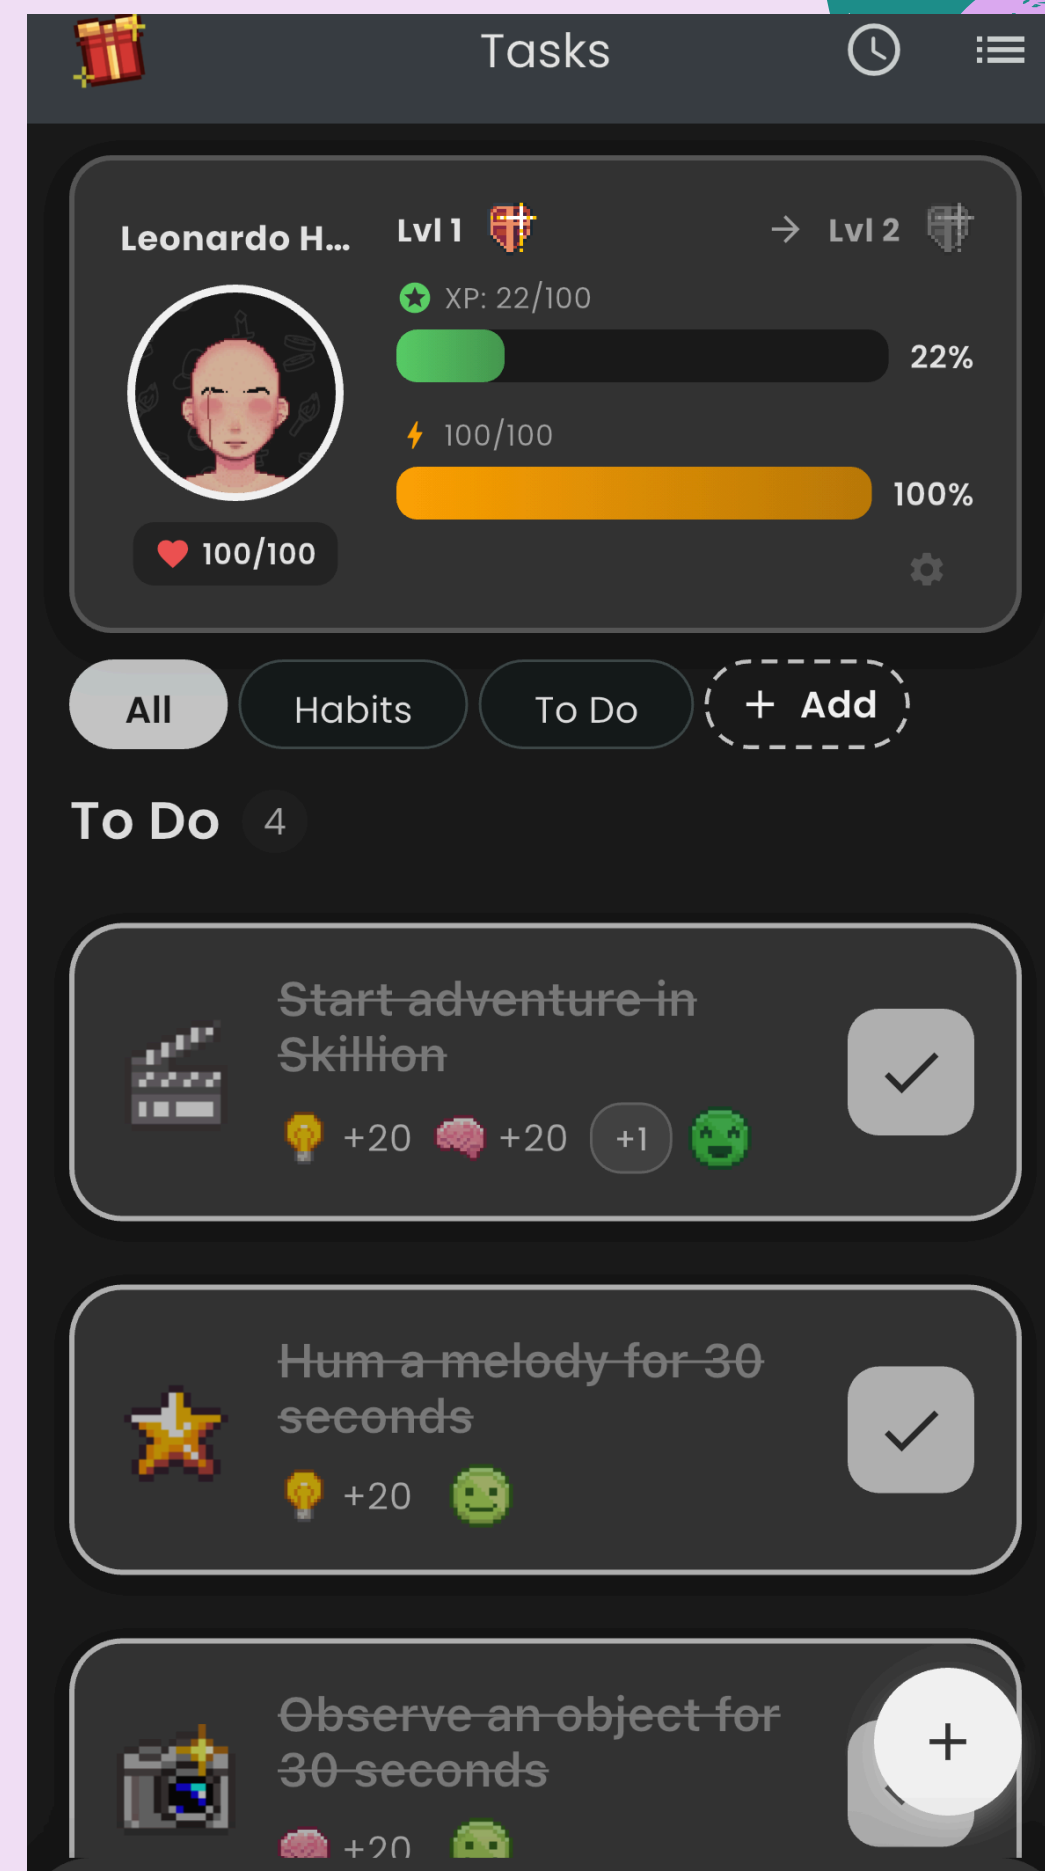 Tasks
Leonardo H...
Lvl 1
→ Lvl 2
XP: 22/100
22%
100/100
100%
100/100
All
Habits
To Do
+ Add
To Do 4
Start adventure in
Skillion
+20 +20 +1
Hum a melody for 30
seconds
+20
Observe an object for
30 seconds
+20